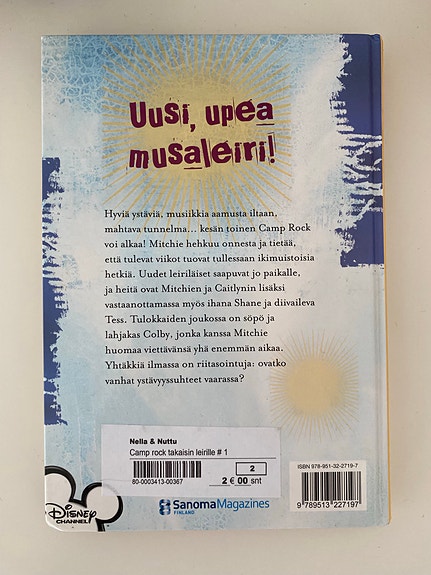 Uusi, upea
musaleiri!
Hyviä ystäviä, musiikkia aamusta iltaan,
mahtava tunnelma... kesän toinen Camp Rock
voi alkaa! Mitchie hehkuu onnesta ja tietää,
että tulevat viikot tuovat tullessaan ikimuistoisia
hetkiä. Uudet leiriläiset saapuvat jo paikalle,
ja heitä ovat Mitchien ja Caitlynin lisäksi
vastaanottamassa myös ihana Shane ja diivaileva
Tess. Tulokkaiden joukossa on söpö ja
lahjakas Colby, jonka kanssa Mitchie
huomaa viettävänsä yhä enemmän aikaa.
Yhtäkkiä ilmassa on riitasointuja: ovatko
vanhat ystävyyssuhteet vaarassa?
Nella & Nuttu
Camp rock takaisin leirille # 1
2
80-0003413-00367
2 € 00 snt
ISBN 978-951-32-2719-7
9 789513 227197
SanomaMagazines
FINLAND
Disney
CHANNEL